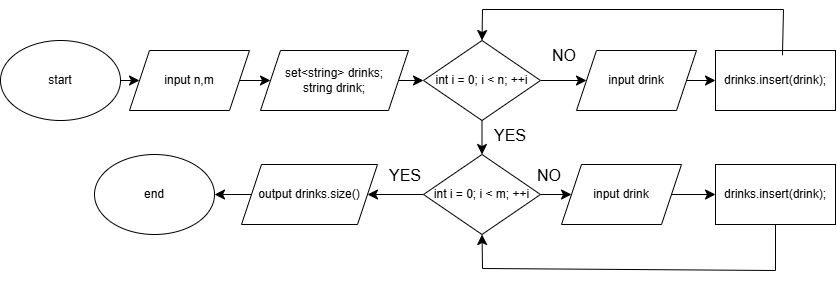 start
input n,m
set<string> drinks;
string drink;
int i = 0; i < n; ++i
NO
input drink
drinks.insert(drink);
YES
end
output drinks.size()
YES
int i = 0; i < m; ++i
NO
input drink
drinks.insert(drink);